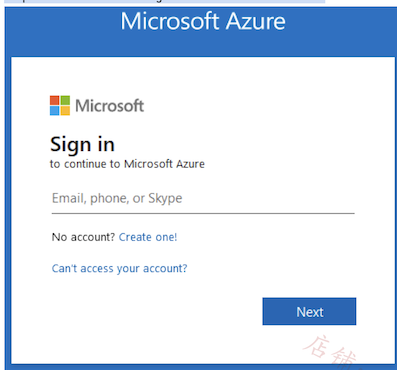 Microsoft Azure
Microsoft
Sign in
to continue to Microsoft Azure
Email, phone, or Skype
No account? Create one!
Can't access your account?
Next
店铺